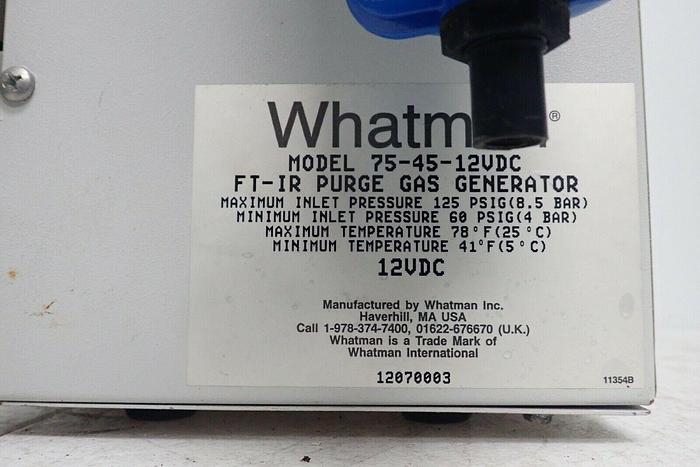 Whatman®
MODEL 75-45-12VDC
FT-IR PURGE GAS GENERATOR
MAXIMUM INLET PRESSURE 125 PSIG(8.5 BAR)
MINIMUM INLET PRESSURE 60 PSIG(4 BAR)
MAXIMUM TEMPERATURE 78°F(25°C)
MINIMUM TEMPERATURE 41°F(5°C)
12VDC
Manufactured by Whatman Inc.
Haverhill, MA USA
Call 1-978-374-7400, 01622-676670 (U.K.)
Whatman is a Trade Mark of
Whatman International
12070003
11354B